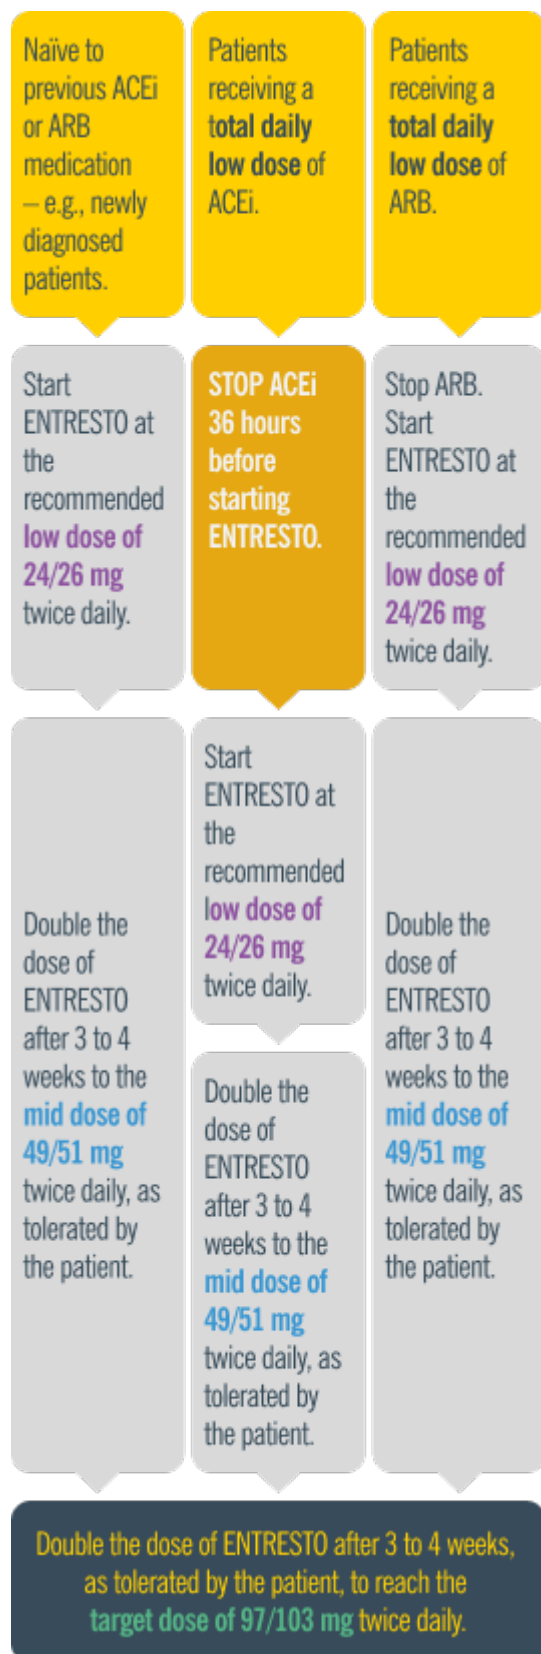 Naïve to
previous ACEi
or ARB
medication
– e.g., newly
diagnosed
patients.
Patients
receiving a
total daily
low dose of
ACEi.
Patients
receiving a
total daily
low dose of
ARB.
Start
ENTRESTO at
the
recommended
low dose of
24/26 mg
twice daily.
STOP ACEi
36 hours
before
starting
ENTRESTO.
Stop ARB.
Start
ENTRESTO at
the
recommended
low dose of
24/26 mg
twice daily.
Double the
dose of
ENTRESTO
after 3 to 4
weeks to the
mid dose of
49/51 mg
twice daily, as
tolerated by
the patient.
Start
ENTRESTO at
the
recommended
low dose of
24/26 mg
twice daily.
Double the
dose of
ENTRESTO
after 3 to 4
weeks to the
mid dose of
49/51 mg
twice daily, as
tolerated by
the patient.
Double the
dose of
ENTRESTO
after 3 to 4
weeks to the
mid dose of
49/51 mg
twice daily, as
tolerated by
the patient.
Double the dose of ENTRESTO after 3 to 4 weeks,
as tolerated by the patient, to reach the
target dose of 97/103 mg twice daily.